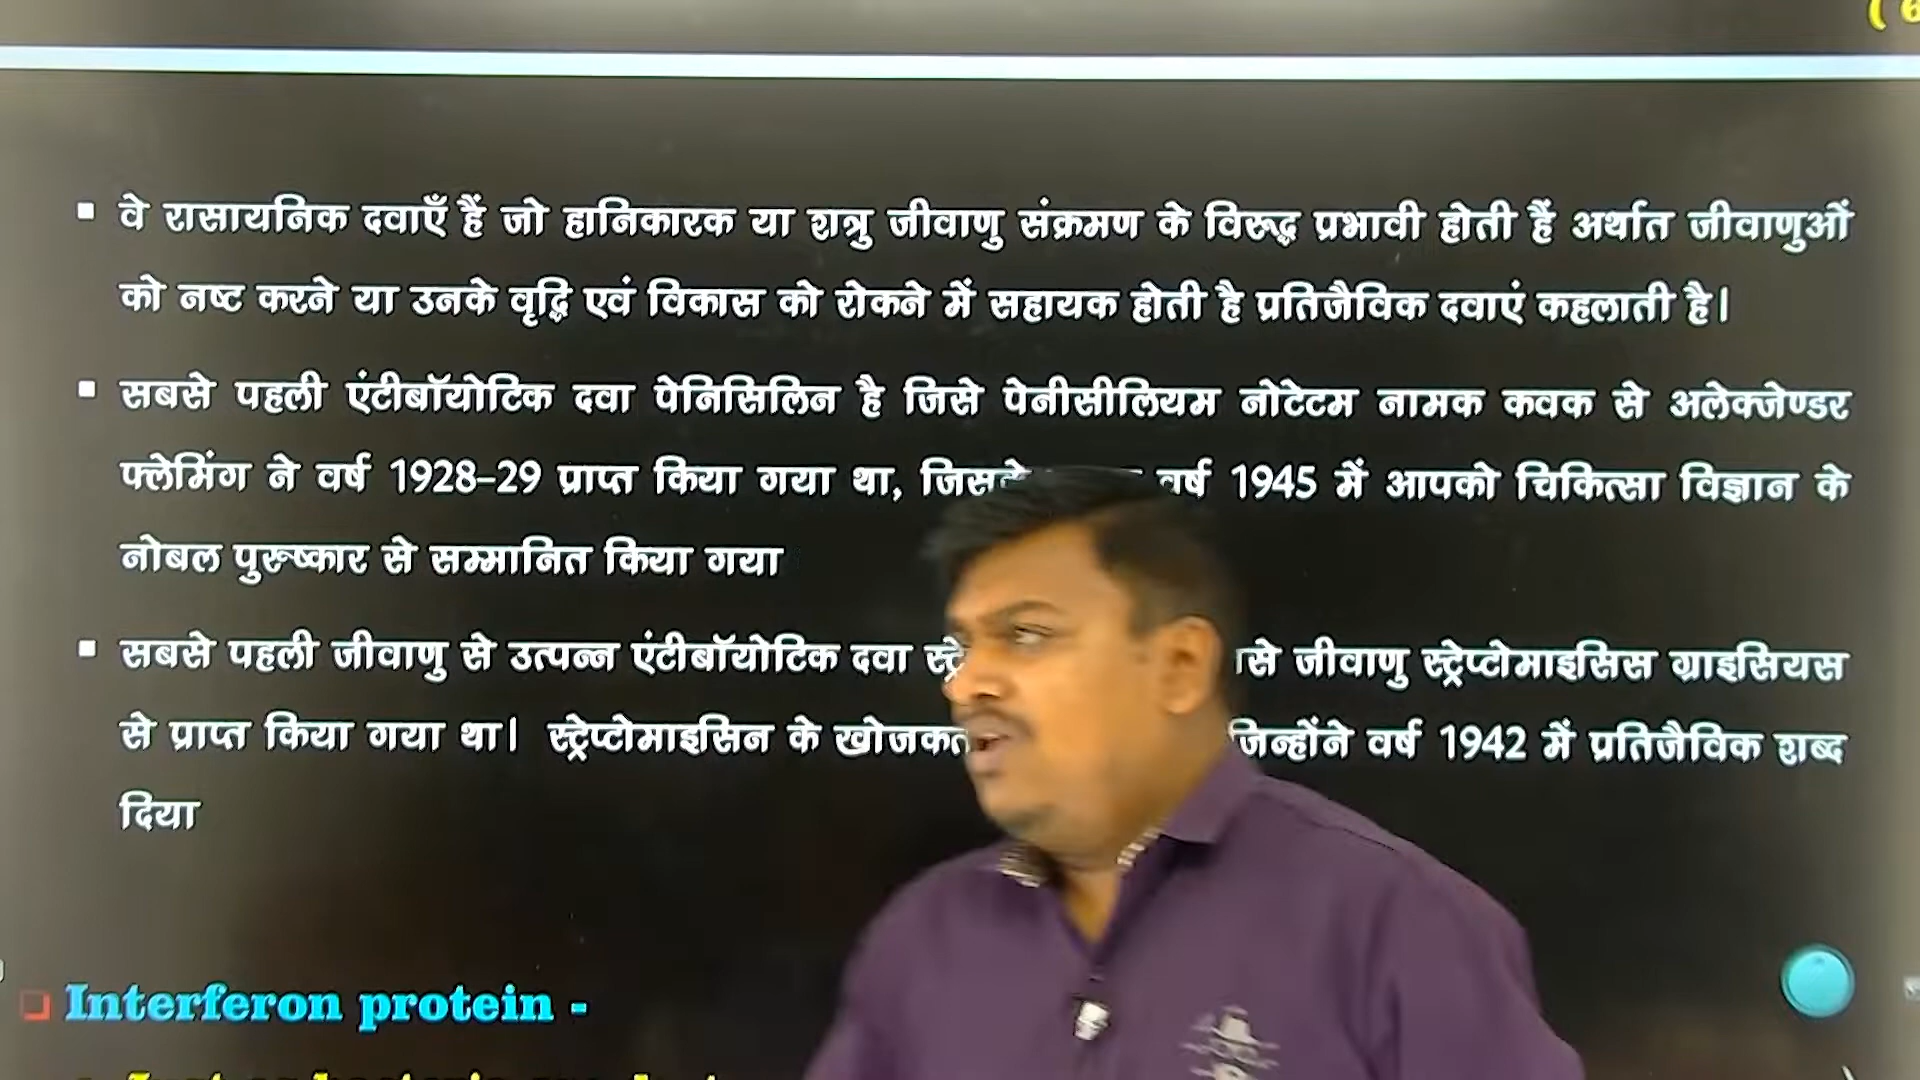 ( 6
▪ वे रासायनिक दवाएँ हैं जो हानिकारक या शत्रु जीवाणु संक्रमण के विरूद्ध प्रभावी होती हैं अर्थात जीवाणुओं
को नष्ट करने या उनके वृद्धि एवं विकास को रोकने में सहायक होती है प्रतिजैविक दवाएं कहलाती है।
▪ सबसे पहली एंटीबॉयोटिक दवा पेनिसिलिन है जिसे पेनीसीलियम नोटेटम नामक कवक से अलेक्जेण्डर
फ्लेमिंग ने वर्ष 1928-29 प्राप्त किया गया था, वर्ष 1945 में आपको चिकित्सा विज्ञान के
नोबल पुरूष्कार से सम्मानित किया गया
▪ सबसे पहली जीवाणु से उत्पन्न एंटीबॉयोटिक दवा जीवाणु स्ट्रेप्टोमाइसिस ग्राइसियस
से प्राप्त किया गया था। स्ट्रेप्टोमाइसिन के जिन्होंने वर्ष 1942 में प्रतिजैविक शब्द
दिया
Interferon protein -